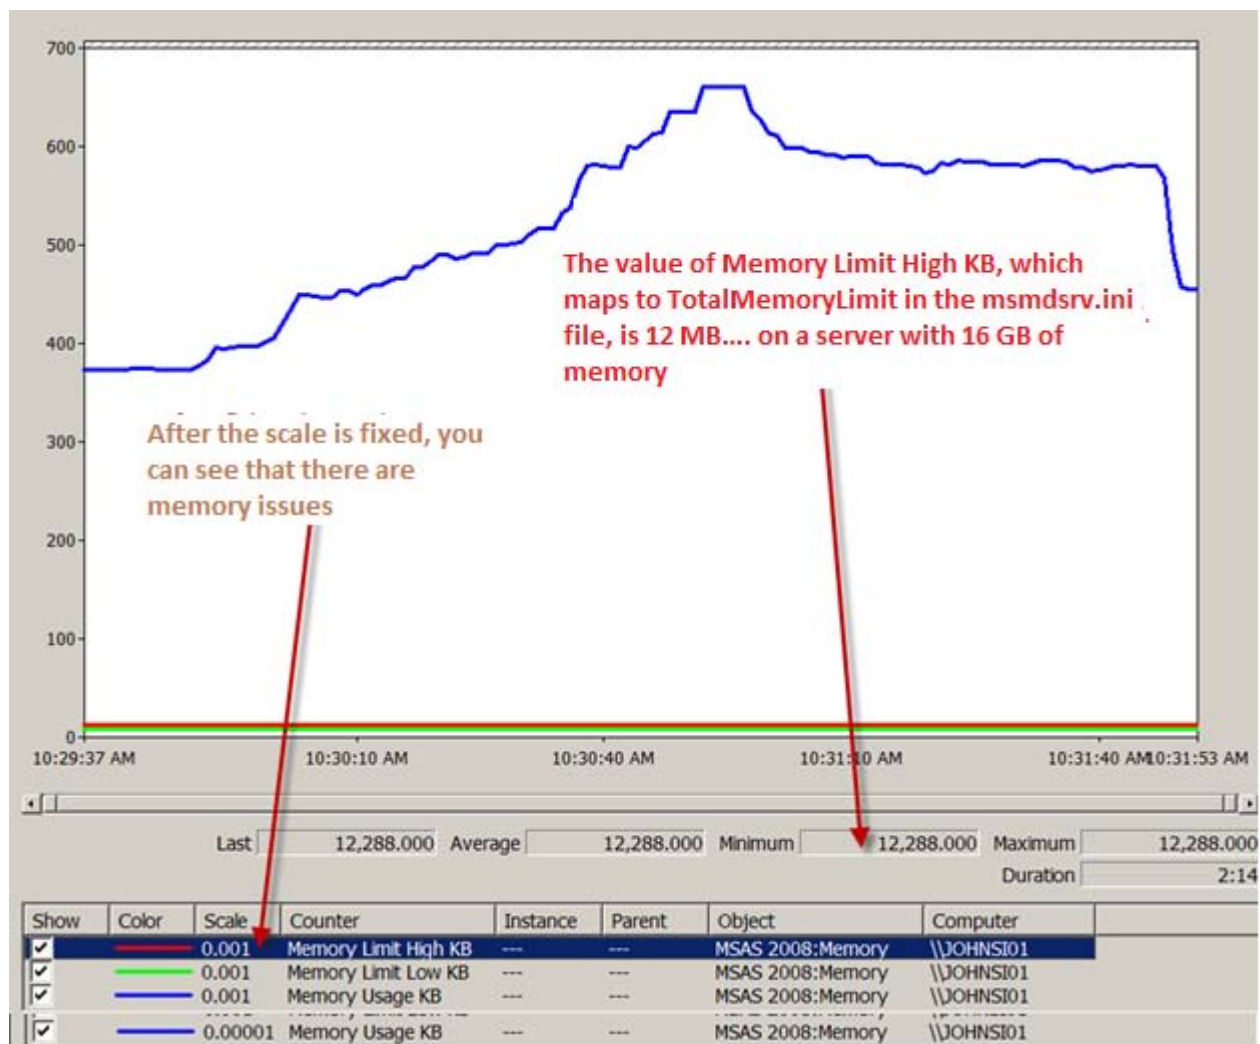 700
600
The value of Memory Limit High KB, which
maps to TotalMemoryLimit in the msmdsrv.ini
file, is 12 MB.... on a server with 16 GB of
memory
500
400
After the scale is fixed, you
can see that there are
memory issues
300
200
100
0
10:29:37 AM 10:30:10 AM 10:30:40 AM 10:31:10 AM 10:31:40 AM 10:31:53 AM
Last 12,288.000 Average 12,288.000 Minimum 12,288.000 Maximum 12,288.000
Duration 2:14
Show Color Scale Counter Instance Parent Object Computer
0.001 Memory Limit High KB --- --- MSAS 2008:Memory \\JOHNSI01
0.001 Memory Limit Low KB --- --- MSAS 2008:Memory \\JOHNSI01
0.001 Memory Usage KB --- --- MSAS 2008:Memory \\JOHNSI01
0.00001 Memory Usage KB --- --- MSAS 2008:Memory \\JOHNSI01